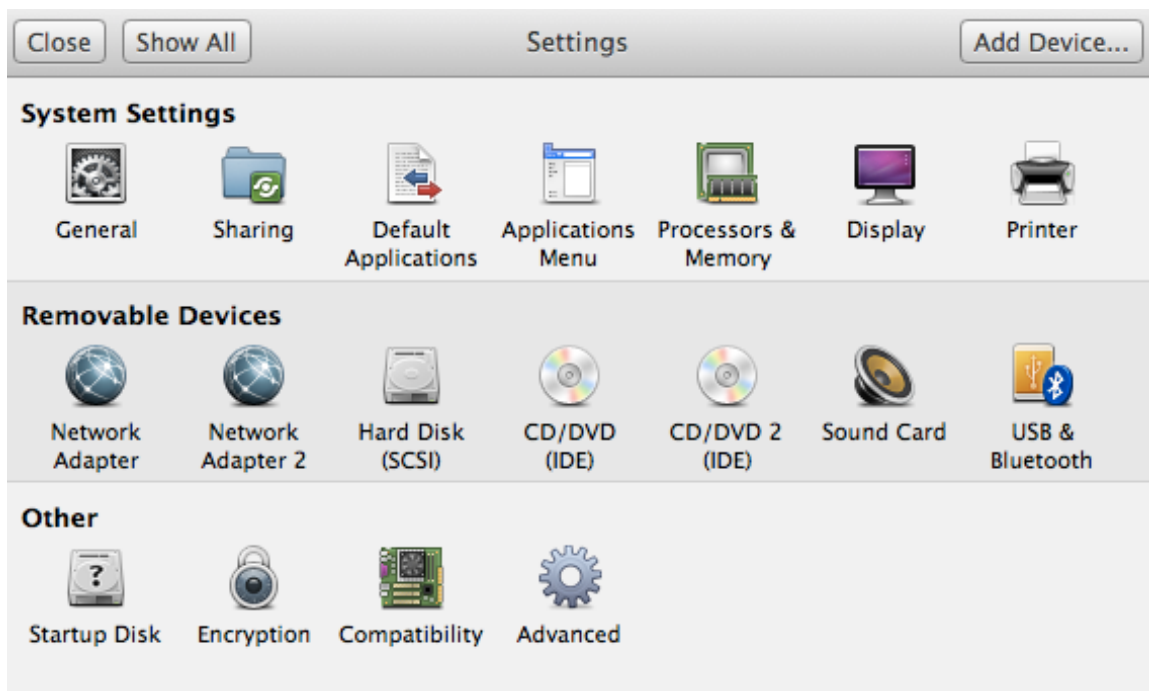 Close Show All Settings Add Device...
System Settings
General Sharing Default Applications Processors & Display Printer
Applications Menu Memory
Removable Devices
Network Network Hard Disk CD/DVD CD/DVD 2 Sound Card USB &
Adapter Adapter 2 (SCSI) (IDE) (IDE) Bluetooth
Other
?
Startup Disk Encryption Compatibility Advanced